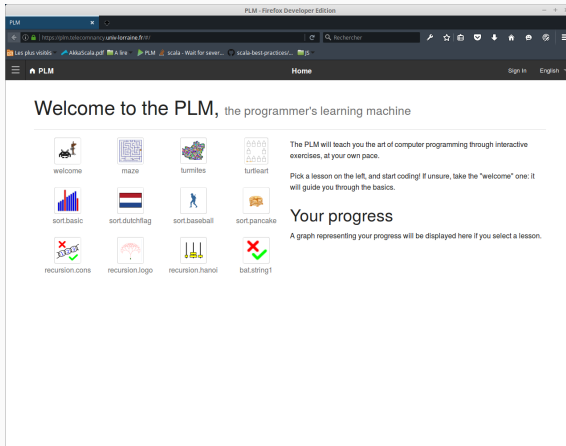 PLM - Firefox Developer Edition
PLM
https://plm.telecomnancy.univ-lorraine.fr/#/
Rechercher
Les plus visités
AkkaScala.pdf
A lire
PLM
scala - Wait for sever...
scala-best-practices/...
JS
PLM
Home
Sign In
English
Welcome to the PLM, the programmer's learning machine
welcome
maze
turmites
turtleart
sort.basic
sort.dutchflag
sort.baseball
sort.pancake
recursion.cons
recursion.logo
recursion.hanoi
bat.string1
The PLM will teach you the art of computer programming through interactive
exercises, at your own pace.
Pick a lesson on the left, and start coding! If unsure, take the "welcome" one: it
will guide you through the basics.
Your progress
A graph representing your progress will be displayed here if you select a lesson.